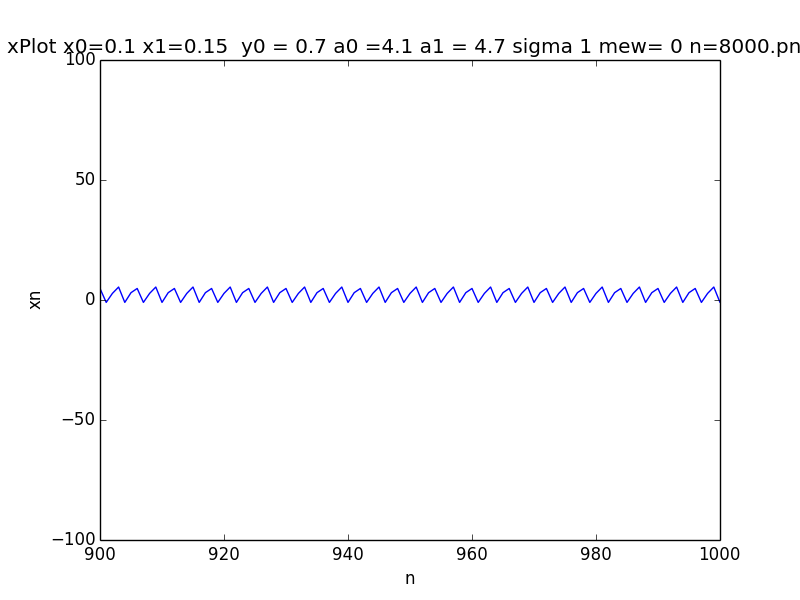 xPlot x0=0.1 x1=0.15  y0 = 0.7 a0 =4.1 a1 = 4.7 sigma 1 mew= 0 n=8000.pn
100
50
xn
0
−50
−100
900 920 940 960 980 1000
n